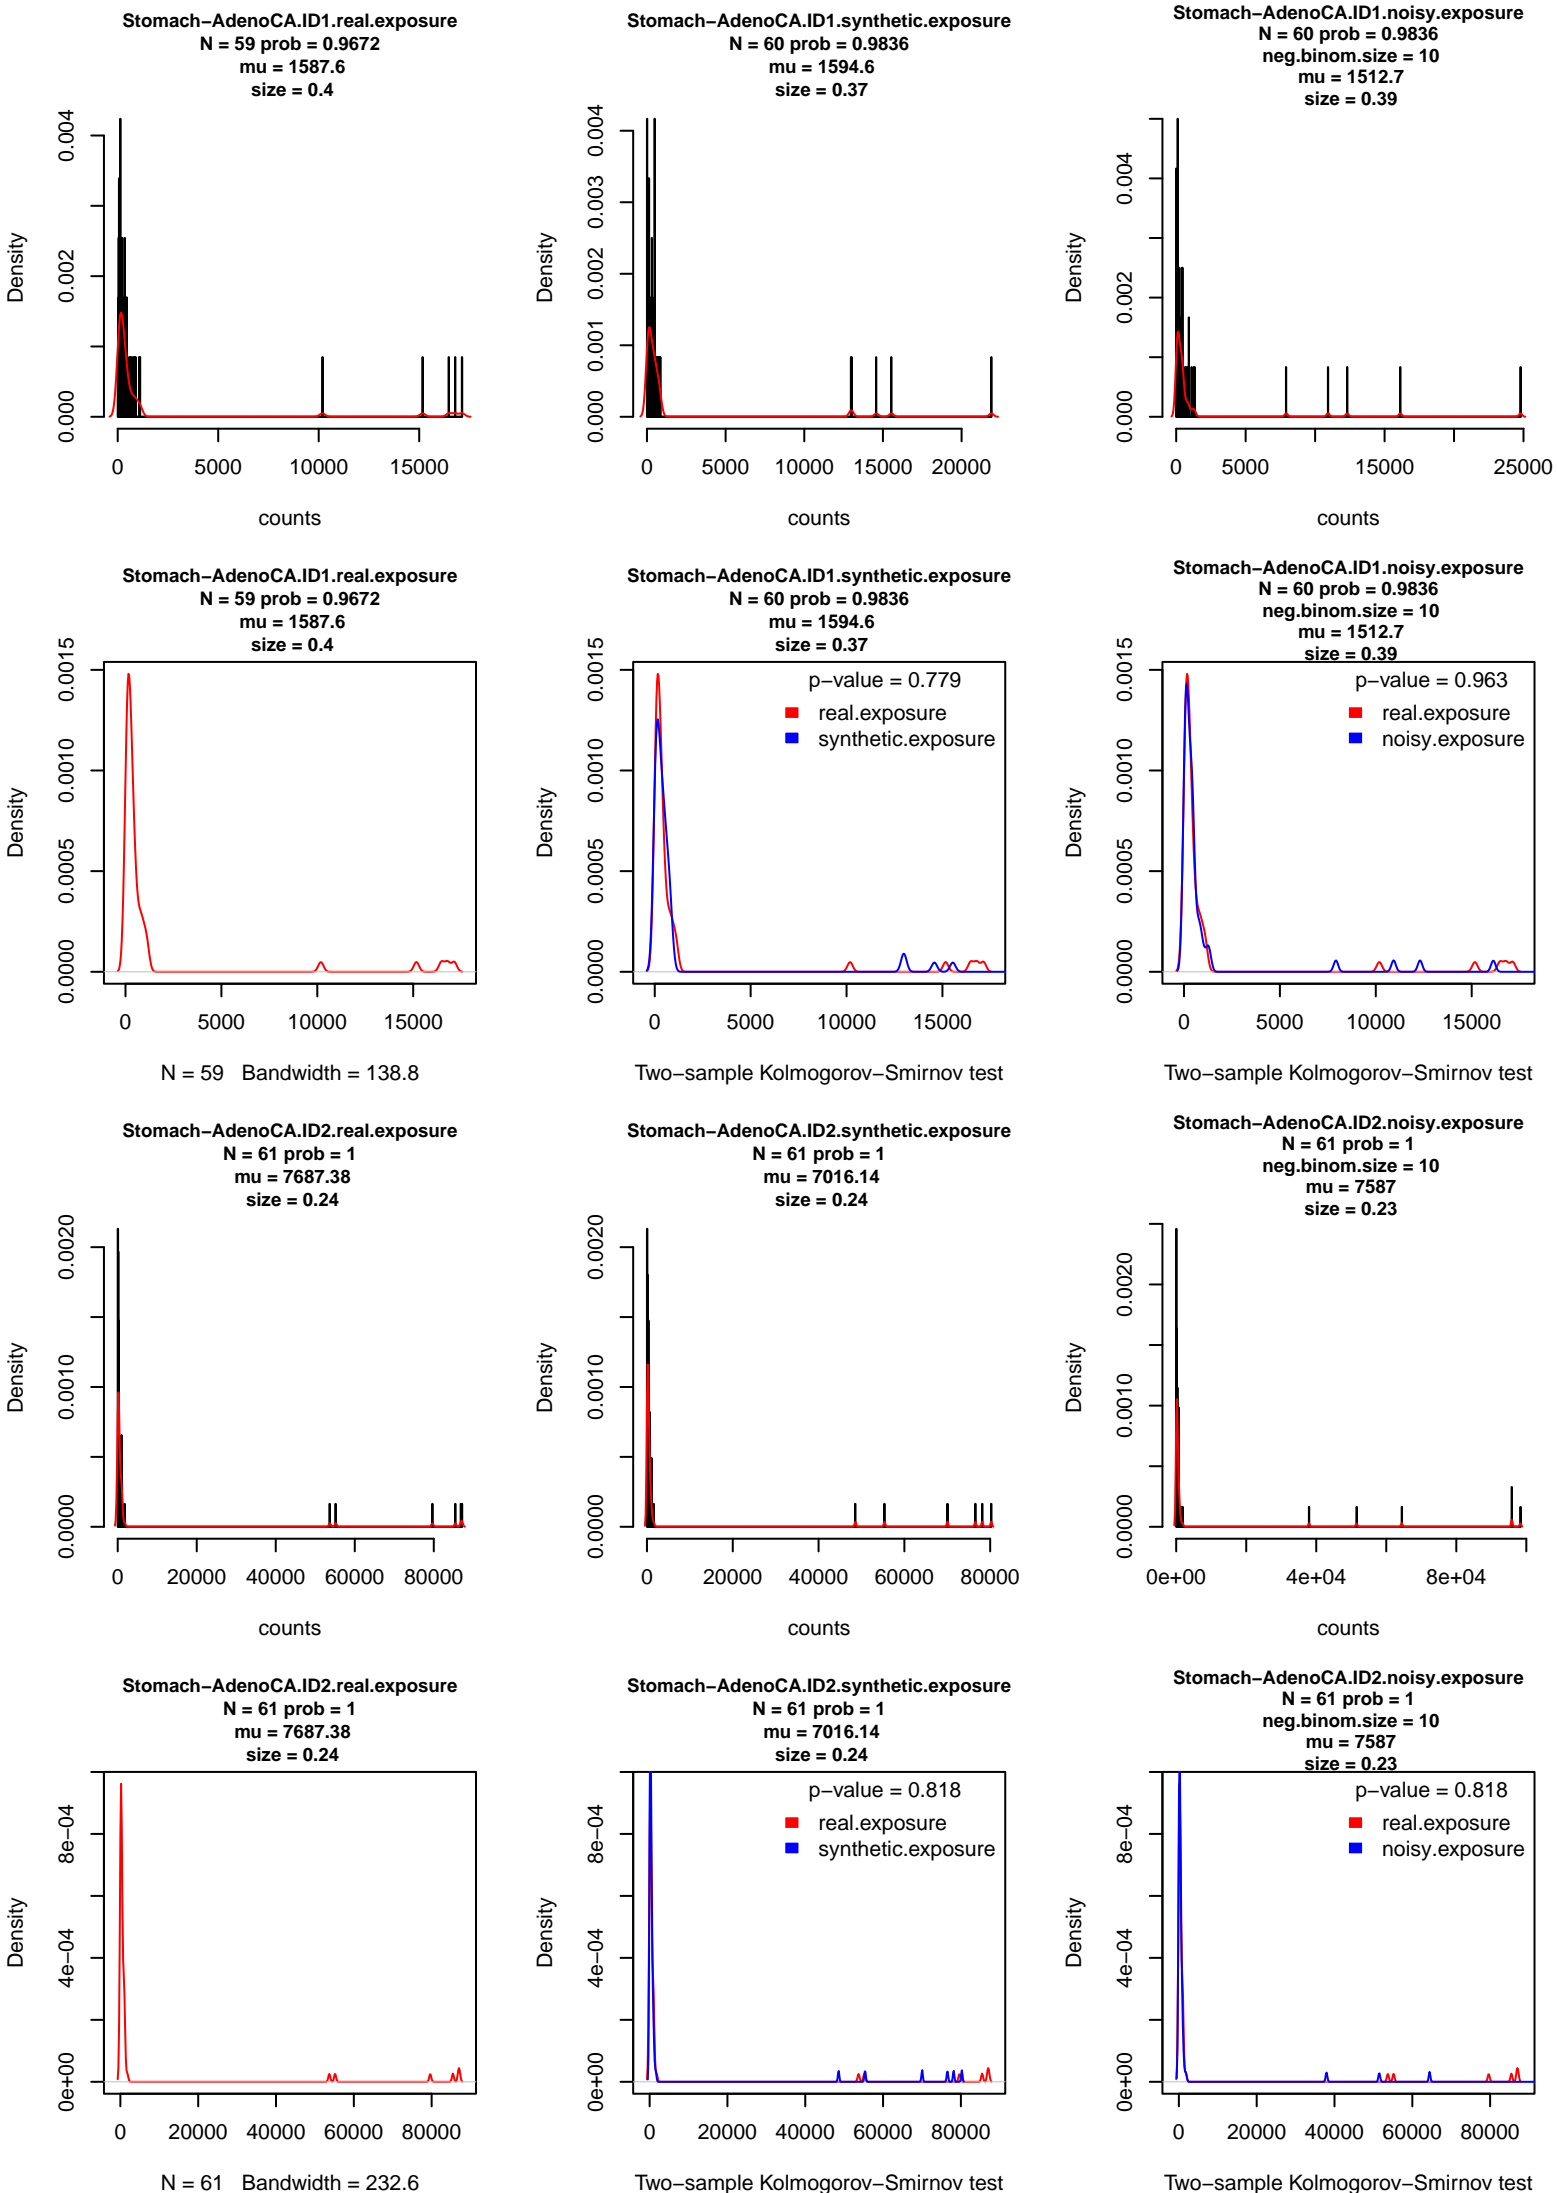 Stomach−AdenoCA.ID1.real.exposure
N = 59 prob = 0.9672
mu = 1587.6
size = 0.4
Density
0.000
0.002
0.004
0
5000
10000
15000
counts
Stomach−AdenoCA.ID1.synthetic.exposure
N = 60 prob = 0.9836
mu = 1594.6
size = 0.37
Density
0.000
0.001
0.002
0.003
0.004
0
5000
10000
15000
20000
counts
Stomach−AdenoCA.ID1.noisy.exposure
N = 60 prob = 0.9836
neg.binom.size = 10
mu = 1512.7
size = 0.39
Density
0.000
0.002
0.004
0
5000
15000
25000
counts
Stomach−AdenoCA.ID1.real.exposure
N = 59 prob = 0.9672
mu = 1587.6
size = 0.4
Density
0.0000
0.0005
0.0010
0.0015
0
5000
10000
15000
N = 59 Bandwidth = 138.8
Stomach−AdenoCA.ID1.synthetic.exposure
N = 60 prob = 0.9836
mu = 1594.6
size = 0.37
p−value = 0.779
real.exposure
synthetic.exposure
Density
0.0000
0.0005
0.0010
0.0015
0
5000
10000
15000
Two−sample Kolmogorov−Smirnov test
Stomach−AdenoCA.ID1.noisy.exposure
N = 60 prob = 0.9836
neg.binom.size = 10
mu = 1512.7
size = 0.39
p−value = 0.963
real.exposure
noisy.exposure
Density
0.0000
0.0005
0.0010
0.0015
0
5000
10000
15000
Two−sample Kolmogorov−Smirnov test
Stomach−AdenoCA.ID2.real.exposure
N = 61 prob = 1
mu = 7687.38
size = 0.24
Density
0.0000
0.0010
0.0020
0
20000
40000
60000
80000
counts
Stomach−AdenoCA.ID2.synthetic.exposure
N = 61 prob = 1
mu = 7016.14
size = 0.24
Density
0.0000
0.0010
0.0020
0
20000
40000
60000
80000
counts
Stomach−AdenoCA.ID2.noisy.exposure
N = 61 prob = 1
neg.binom.size = 10
mu = 7587
size = 0.23
Density
0.0000
0.0010
0.0020
0e+00
4e+04
8e+04
counts
Stomach−AdenoCA.ID2.real.exposure
N = 61 prob = 1
mu = 7687.38
size = 0.24
Density
0e+00
4e−04
8e−04
0
20000
40000
60000
80000
N = 61 Bandwidth = 232.6
Stomach−AdenoCA.ID2.synthetic.exposure
N = 61 prob = 1
mu = 7016.14
size = 0.24
p−value = 0.818
real.exposure
synthetic.exposure
Density
0e+00
4e−04
8e−04
0
20000
40000
60000
80000
Two−sample Kolmogorov−Smirnov test
Stomach−AdenoCA.ID2.noisy.exposure
N = 61 prob = 1
neg.binom.size = 10
mu = 7587
size = 0.23
p−value = 0.818
real.exposure
noisy.exposure
Density
0e+00
4e−04
8e−04
0
20000
40000
60000
80000
Two−sample Kolmogorov−Smirnov test